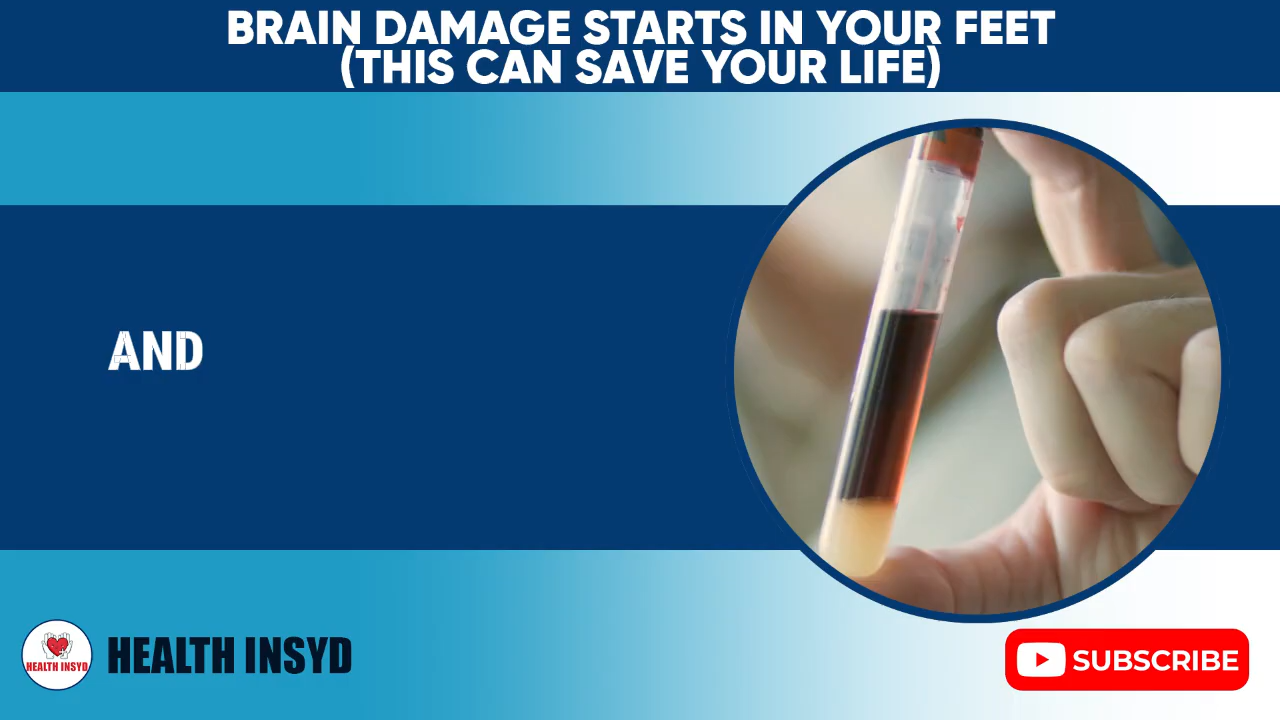 BRAIN DAMAGE STARTS IN YOUR FEET
(THIS CAN SAVE YOUR LIFE)
AND
HEALTH INSYD
HEALTH INSYD
SUBSCRIBE